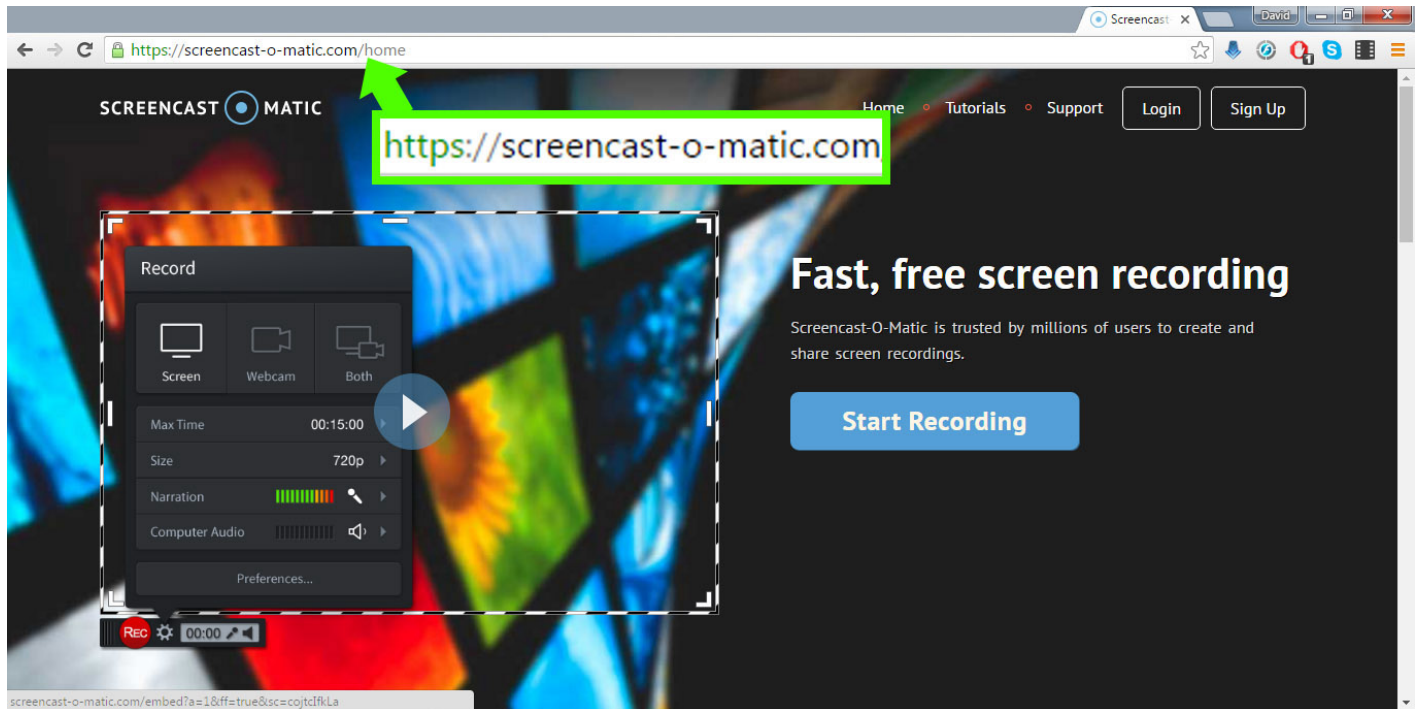 Screencast
David
https://screencast-o-matic.com/home
SCREENCAST O MATIC
Home Tutorials Support Login Sign Up
https://screencast-o-matic.com
Record
Screen Webcam Both
Max Time 00:15:00
Size 720p
Narration
Computer Audio
Preferences...
REC 00:00
Fast, free screen recording
Screencast-O-Matic is trusted by millions of users to create and
share screen recordings.
Start Recording
screencast-o-matic.com/embed?a=1&ff=true&sc=cojtcIfkLa